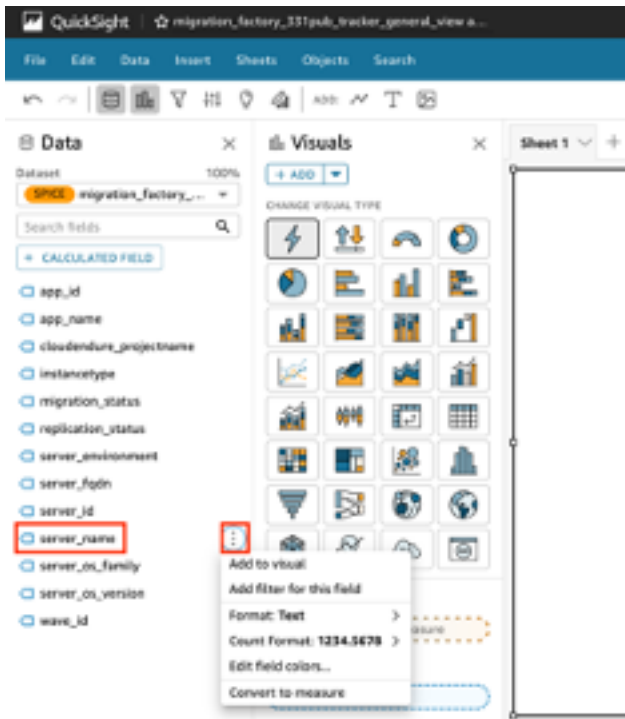 QuickSight migration_factory_331pub_tracker_general_view a...
File Edit Data Insert Sheets Objects Search
ADD:
Data
Visuals
Sheet 1
Dataset 100%
SPICE migration_factory_...
+ ADD
CHANGE VISUAL TYPE
Search fields
+ CALCULATED FIELD
app_id
app_name
cloudendure_projectname
instancetype
migration_status
replication_status
server_environment
server_fqdn
server_id
server_name
server_os_family
server_os_version
wave_id
Add to visual
Add filter for this field
Format: Text
Count Format: 1234.5678
Edit field colors...
Convert to measure